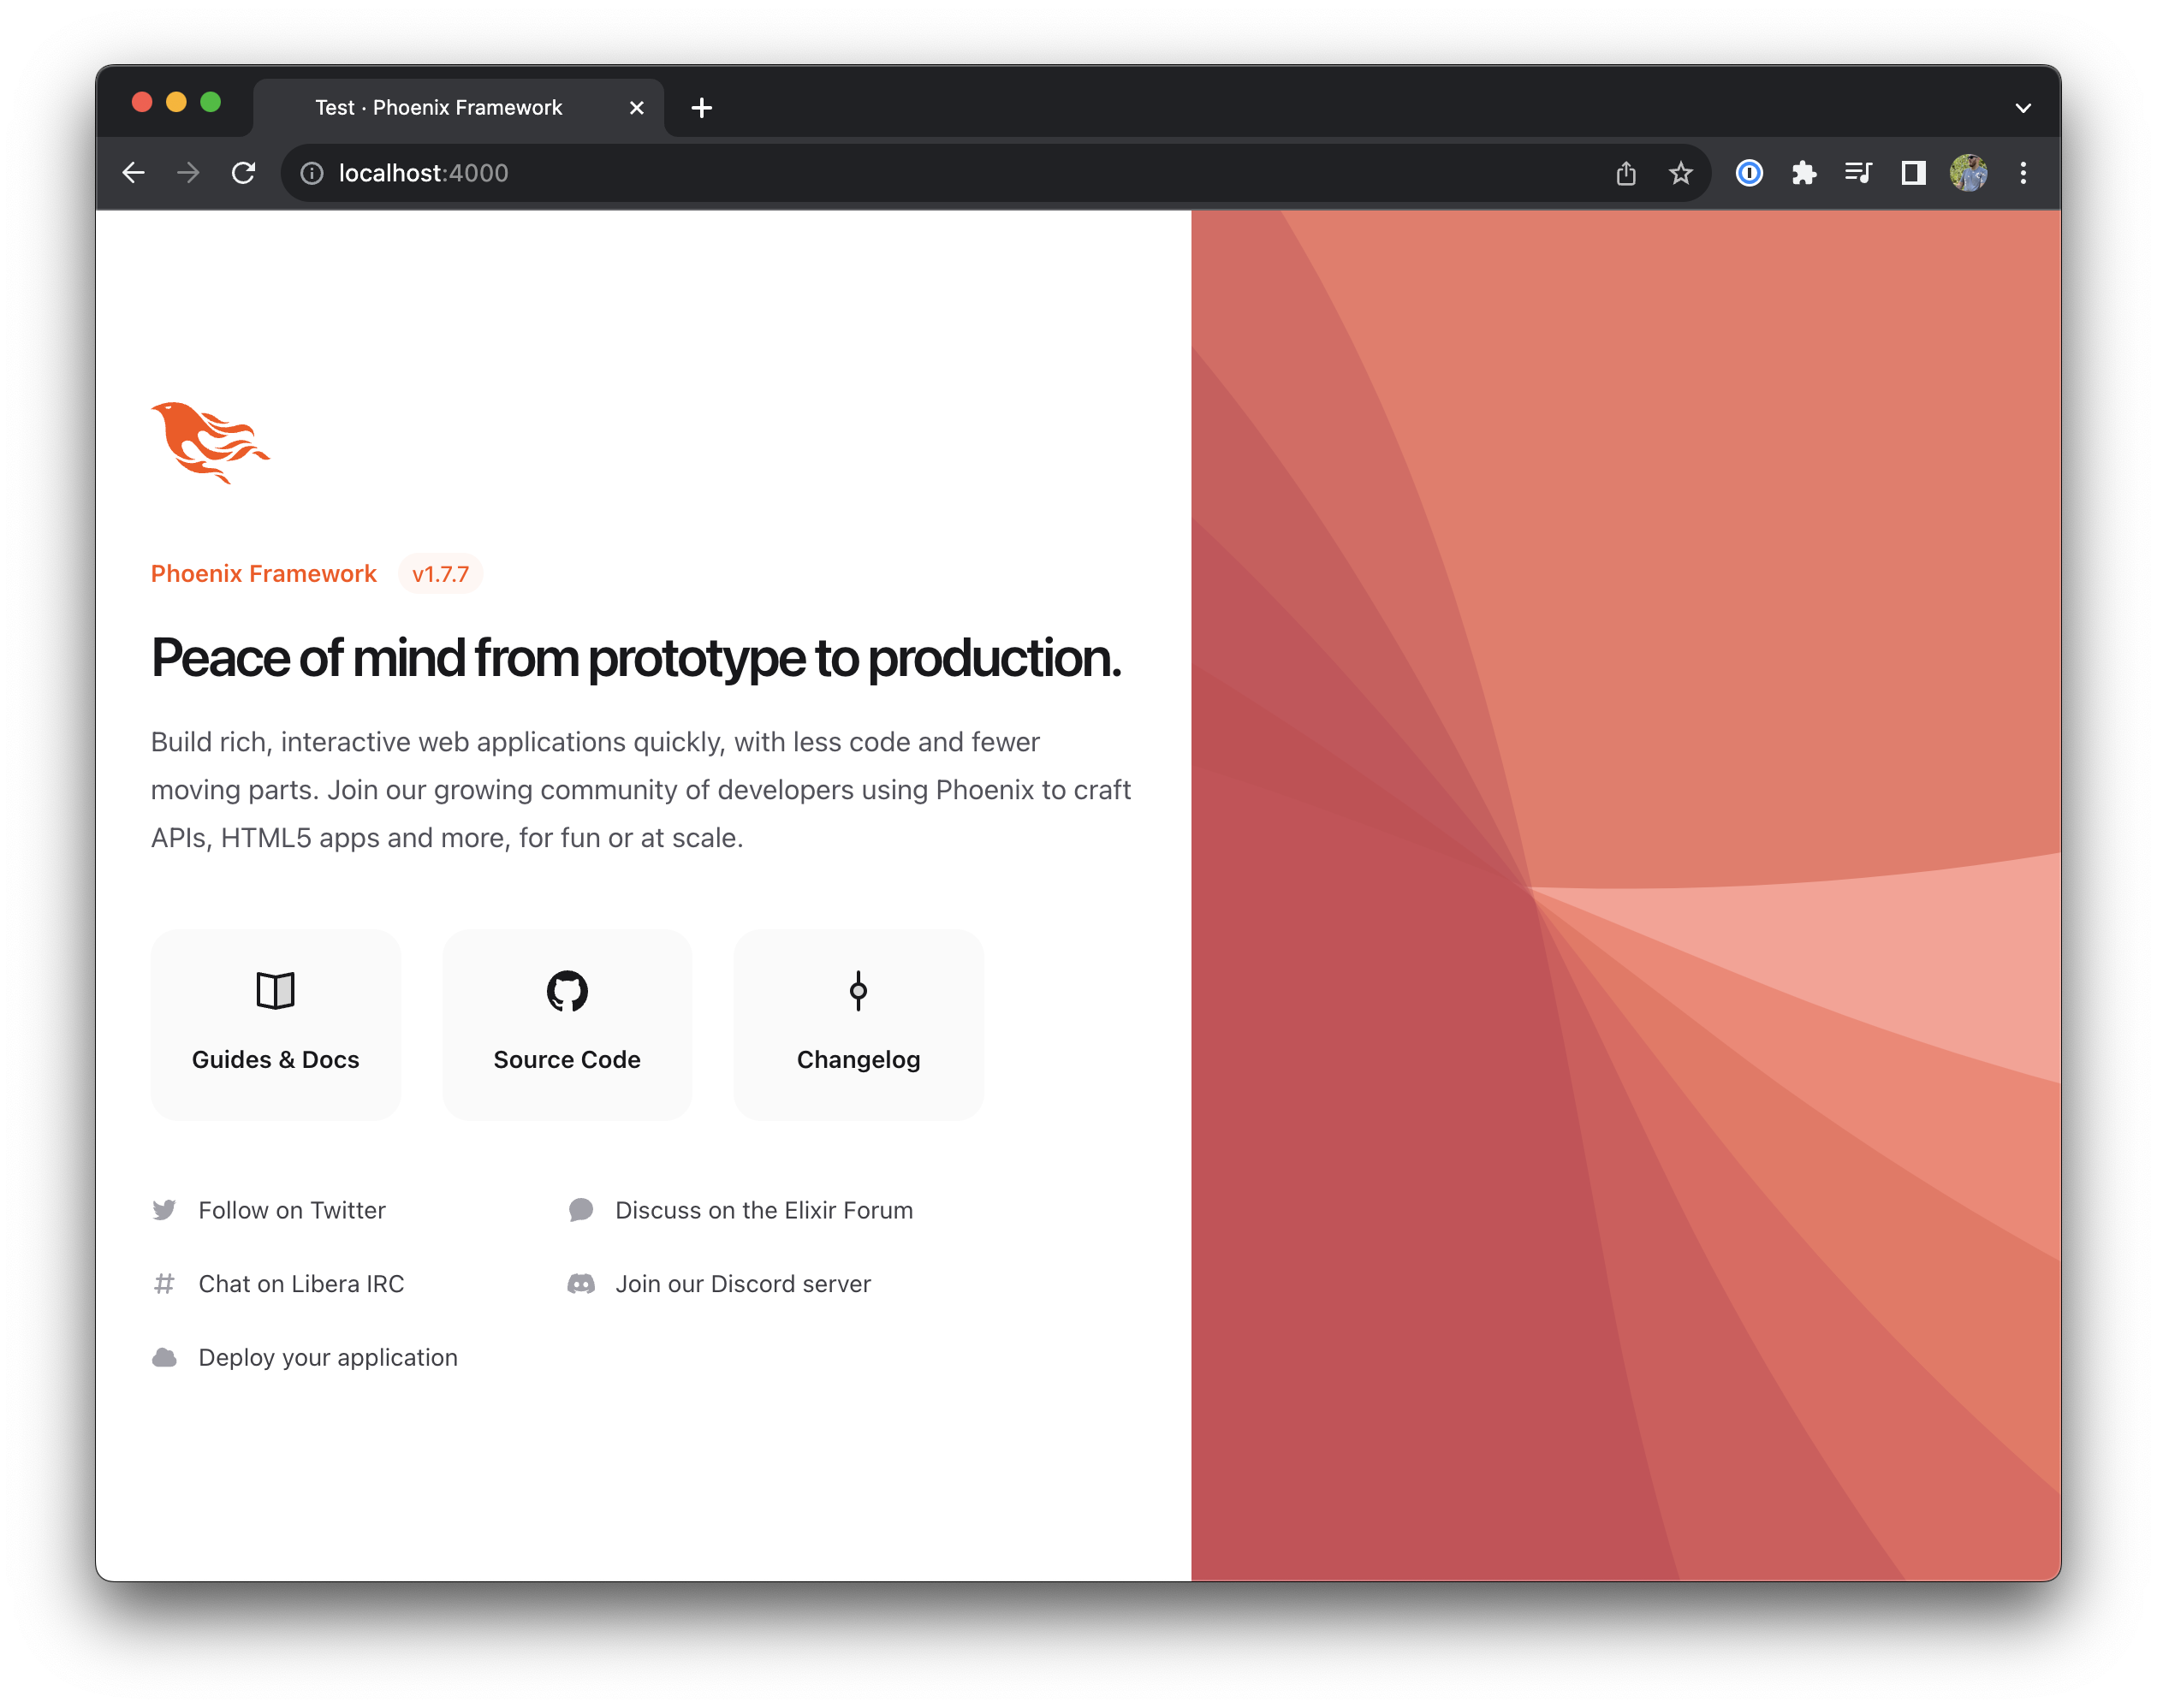 Test · Phoenix Framework
localhost:4000
Phoenix Framework v1.7.7
Peace of mind from prototype to production.
Build rich, interactive web applications quickly, with less code and fewer
moving parts. Join our growing community of developers using Phoenix to craft
APIs, HTML5 apps and more, for fun or at scale.
Guides & Docs
Source Code
Changelog
Follow on Twitter
Discuss on the Elixir Forum
Chat on Libera IRC
Join our Discord server
Deploy your application